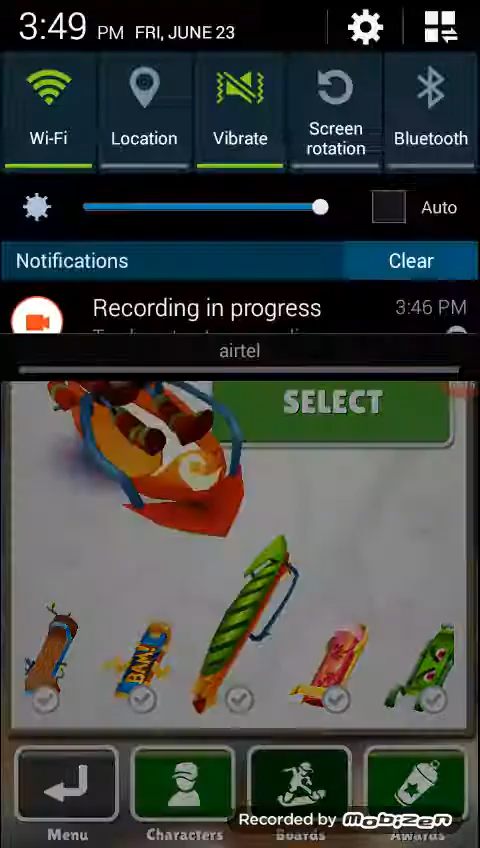 3:49 PM FRI, JUNE 23
Wi-Fi
Location
Vibrate
Screen rotation
Bluetooth
Auto
Notifications
Clear
Recording in progress
3:46 PM
airtel
SELECT
BAM!
Menu
Characters
Boards
Awards
Recorded by Mobizen